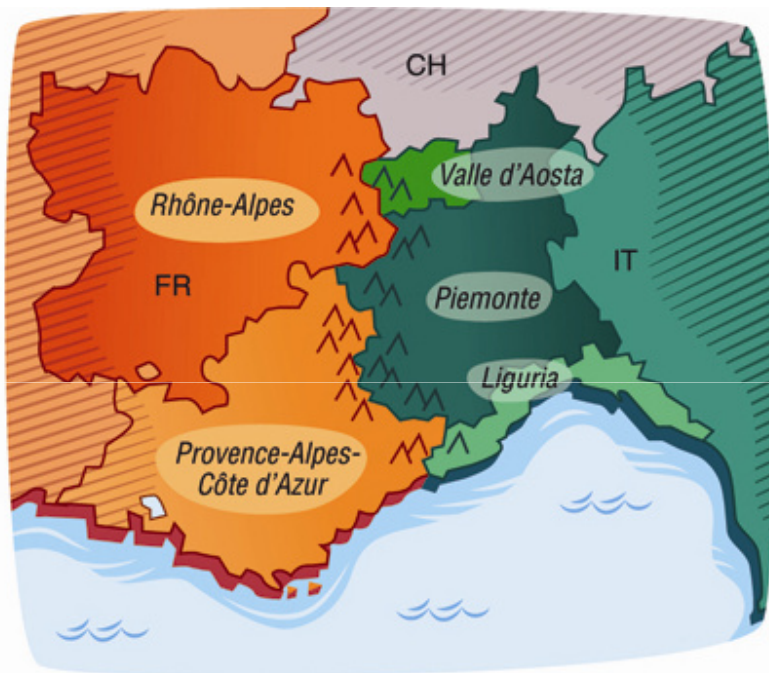 CH
Valle d'Aosta
Rhône-Alpes
IT
FR
Piemonte
Liguria
Provence-Alpes-
Côte d'Azur